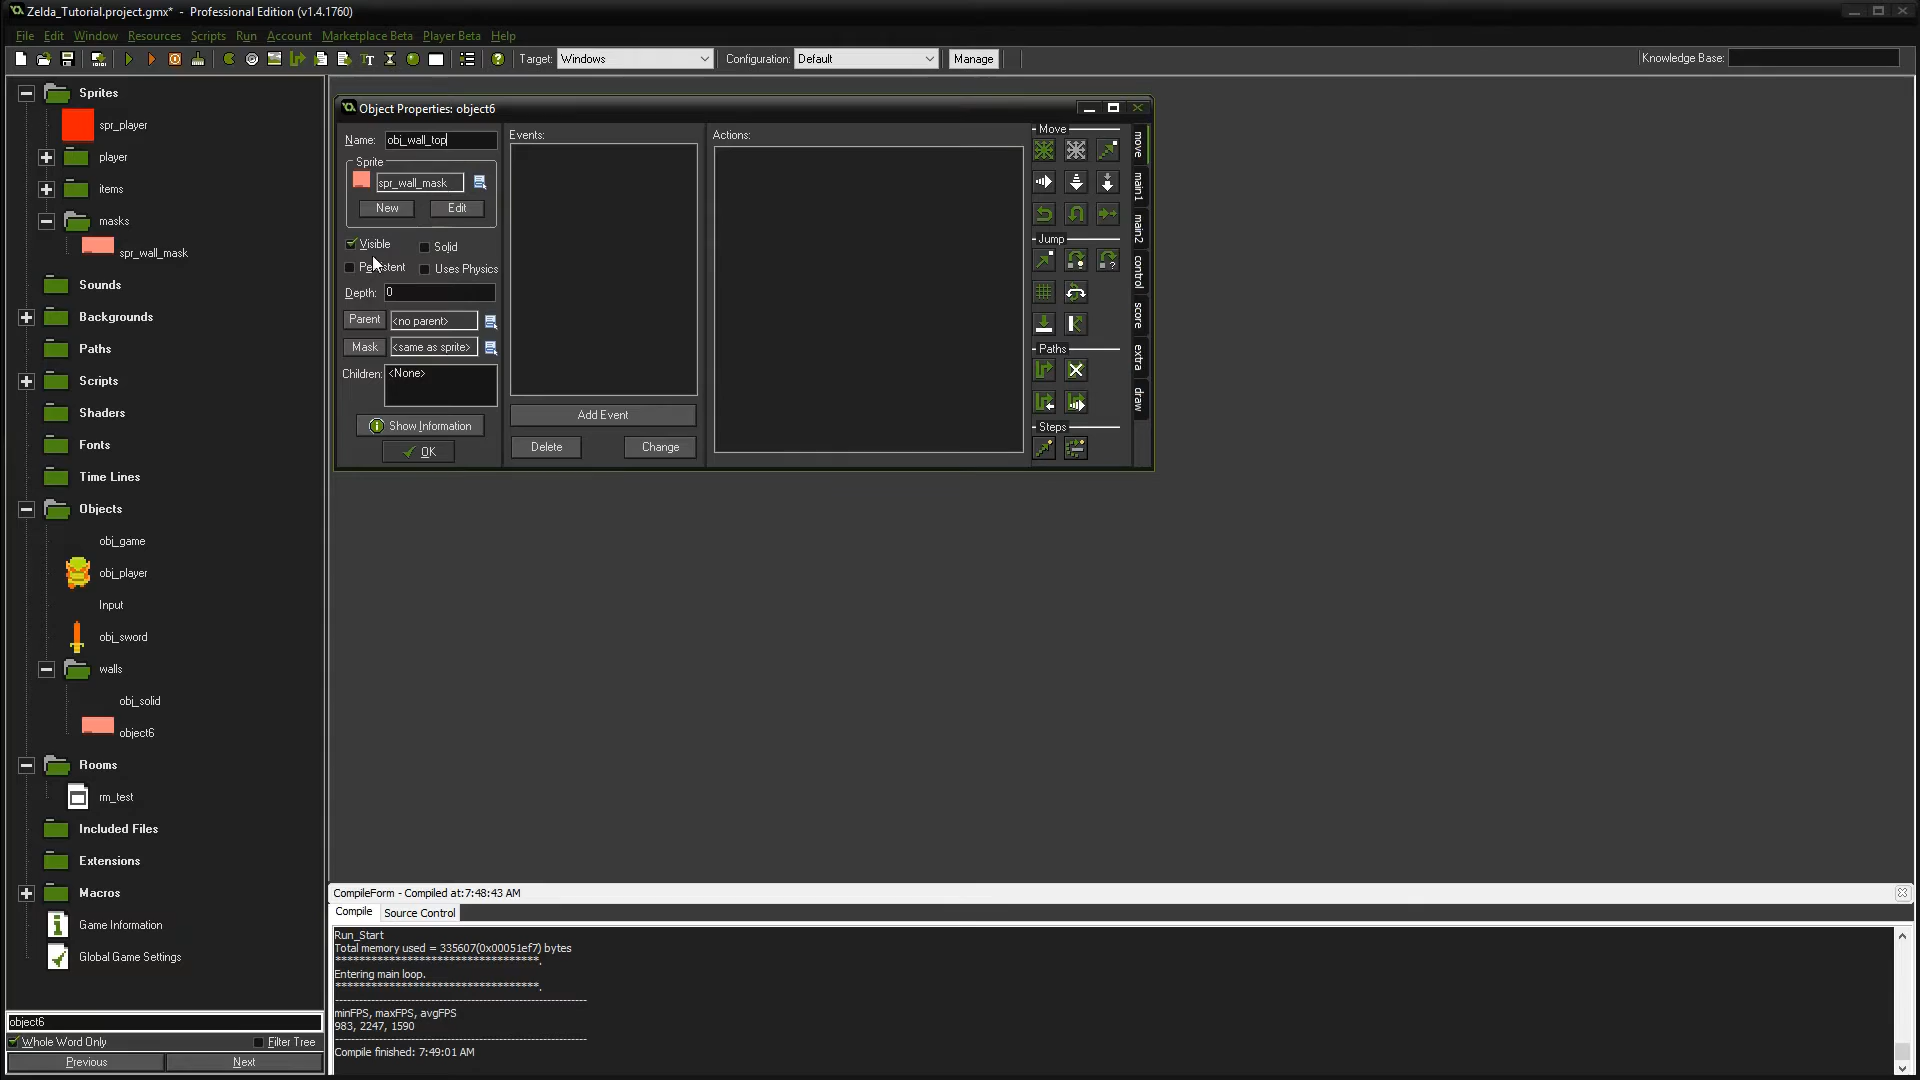 Zelda_Tutorial.project.gmx* - Professional Edition (v1.4.1760)
File Edit Window Resources Scripts Run Account Marketplace Beta Player Beta Help
Target: Windows Configuration: Default Manage Knowledge Base:
Sprites
spr_player
player
items
masks
spr_wall_mask
Sounds
Backgrounds
Paths
Scripts
Shaders
Fonts
Time Lines
Objects
obj_game
obj_player
Input
obj_sword
walls
obj_solid
object6
Rooms
rm_test
Included Files
Extensions
Macros
Game Information
Global Game Settings
object6
Whole Word Only Filter Tree
Previous Next
Object Properties: object6
Name: obj_wall_top
Sprite
spr_wall_mask
New Edit
Visible Solid
Persistent Uses Physics
Depth: 0
Parent <no parent>
Mask <same as sprite>
Children: <None>
Show Information
OK
Events:
Add Event
Delete Change
Actions:
Move
Jump
Paths
Steps
move
main1
main2
control
score
extra
draw
CompileForm - Compiled at:7:48:43 AM
Compile Source Control
Run_Start
Total memory used = 335607(0x00051ef7) bytes
**********************************.
Entering main loop.
**********************************.
---------------------------------------------------------------
minFPS, maxFPS, avgFPS
983, 2247, 1590
---------------------------------------------------------------
Compile finished: 7:49:01 AM